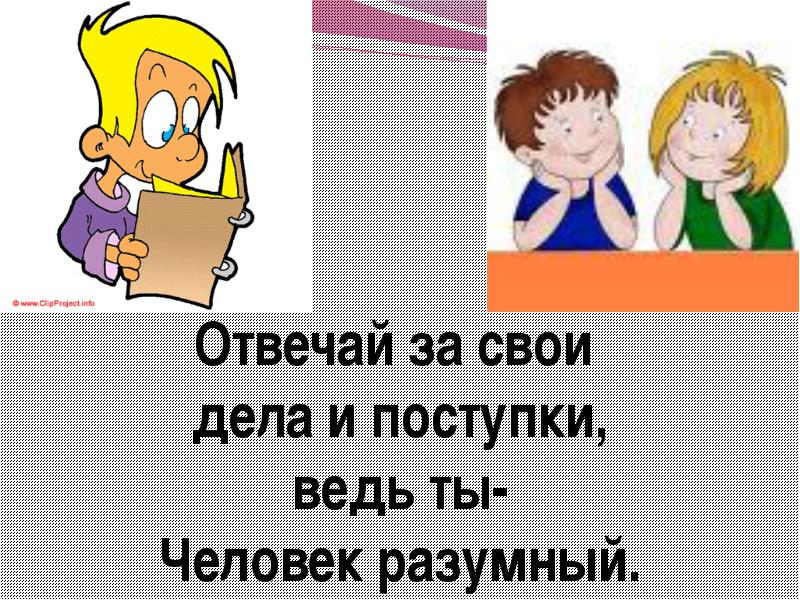 © www.ClipProject.info
Отвечай за свои
дела и поступки,
ведь ты-
Человек разумный.